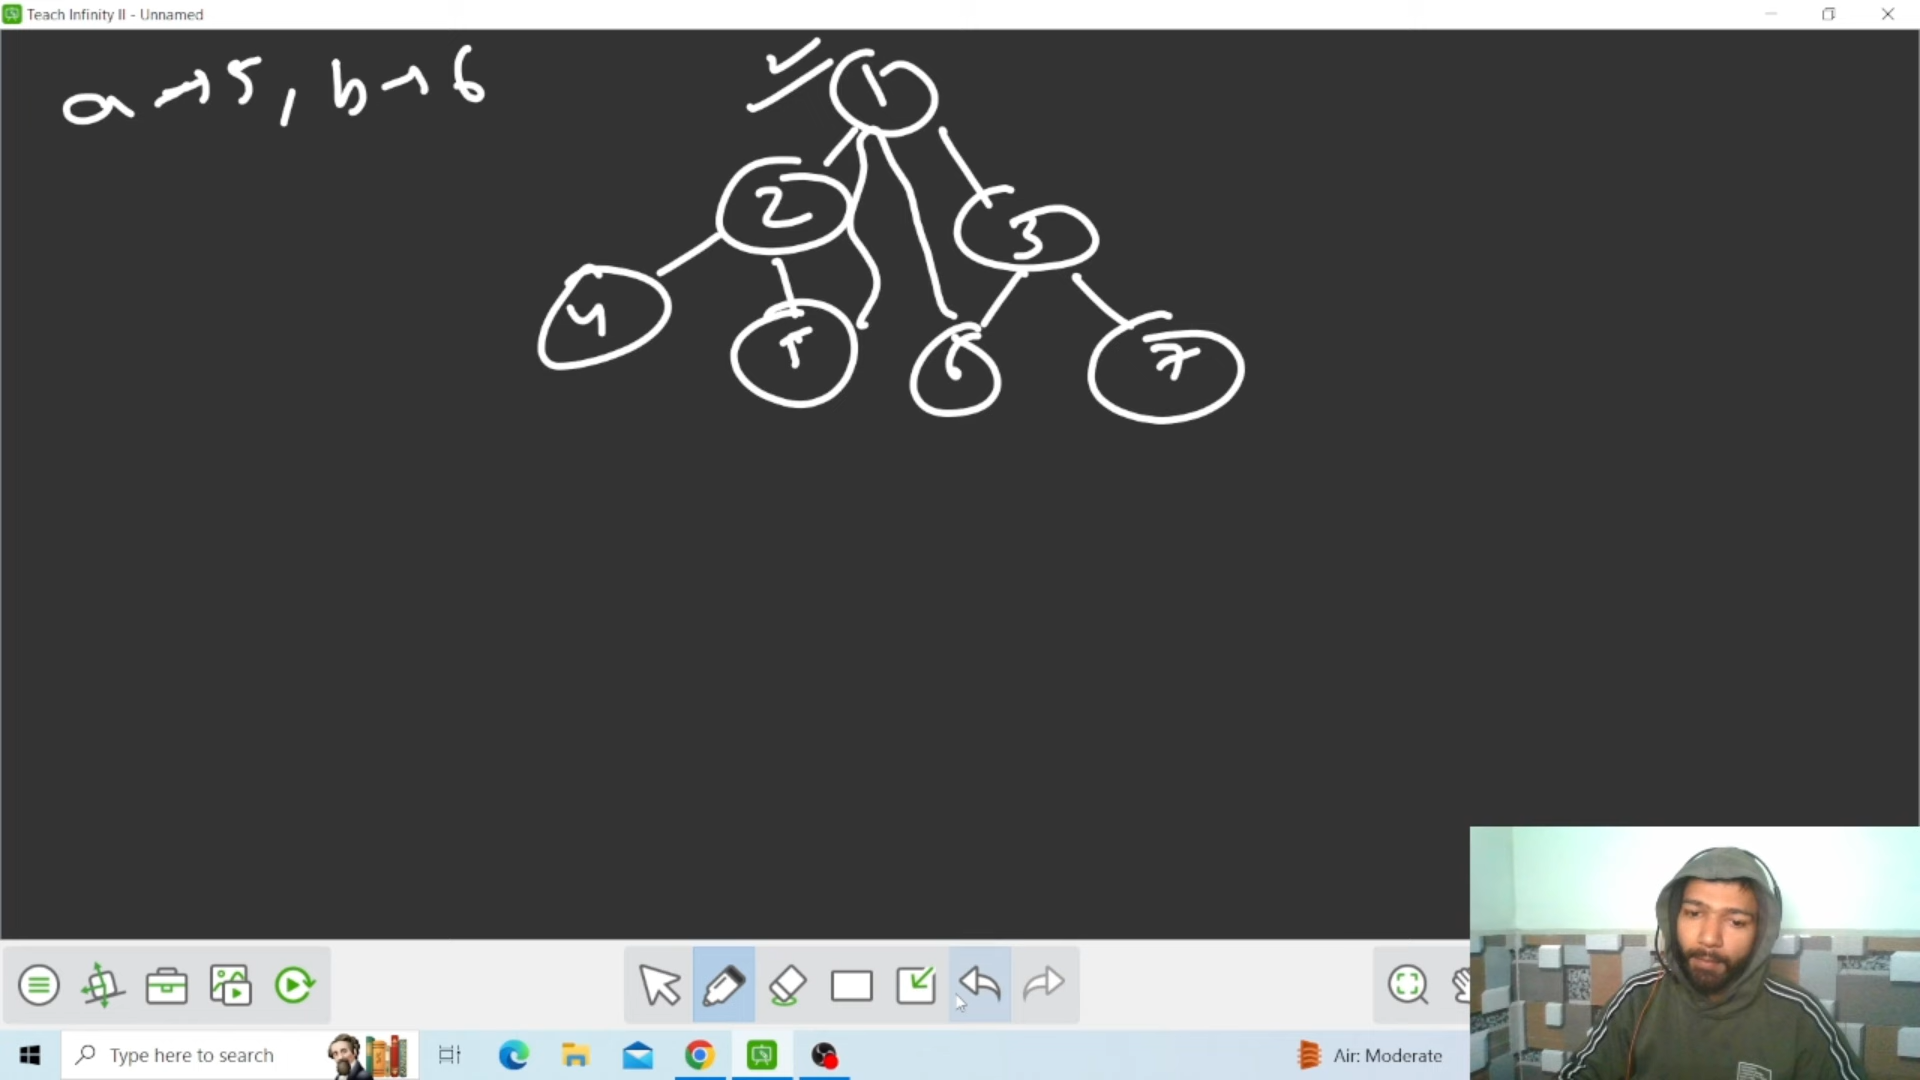 Teach Infinity II - Unnamed
a → 5, b → 6
1
2
3
4
5
6
7
Type here to search
Air: Moderate